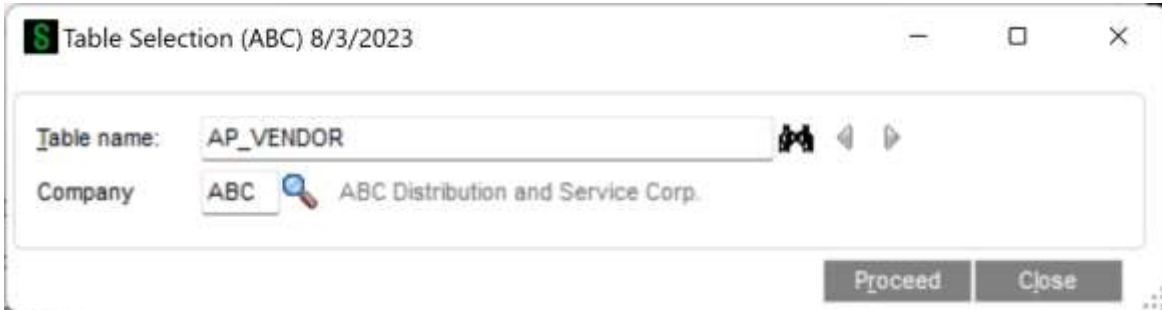 S Table Selection (ABC) 8/3/2023
Table name: AP_VENDOR
Company ABC ABC Distribution and Service Corp.
Proceed Close